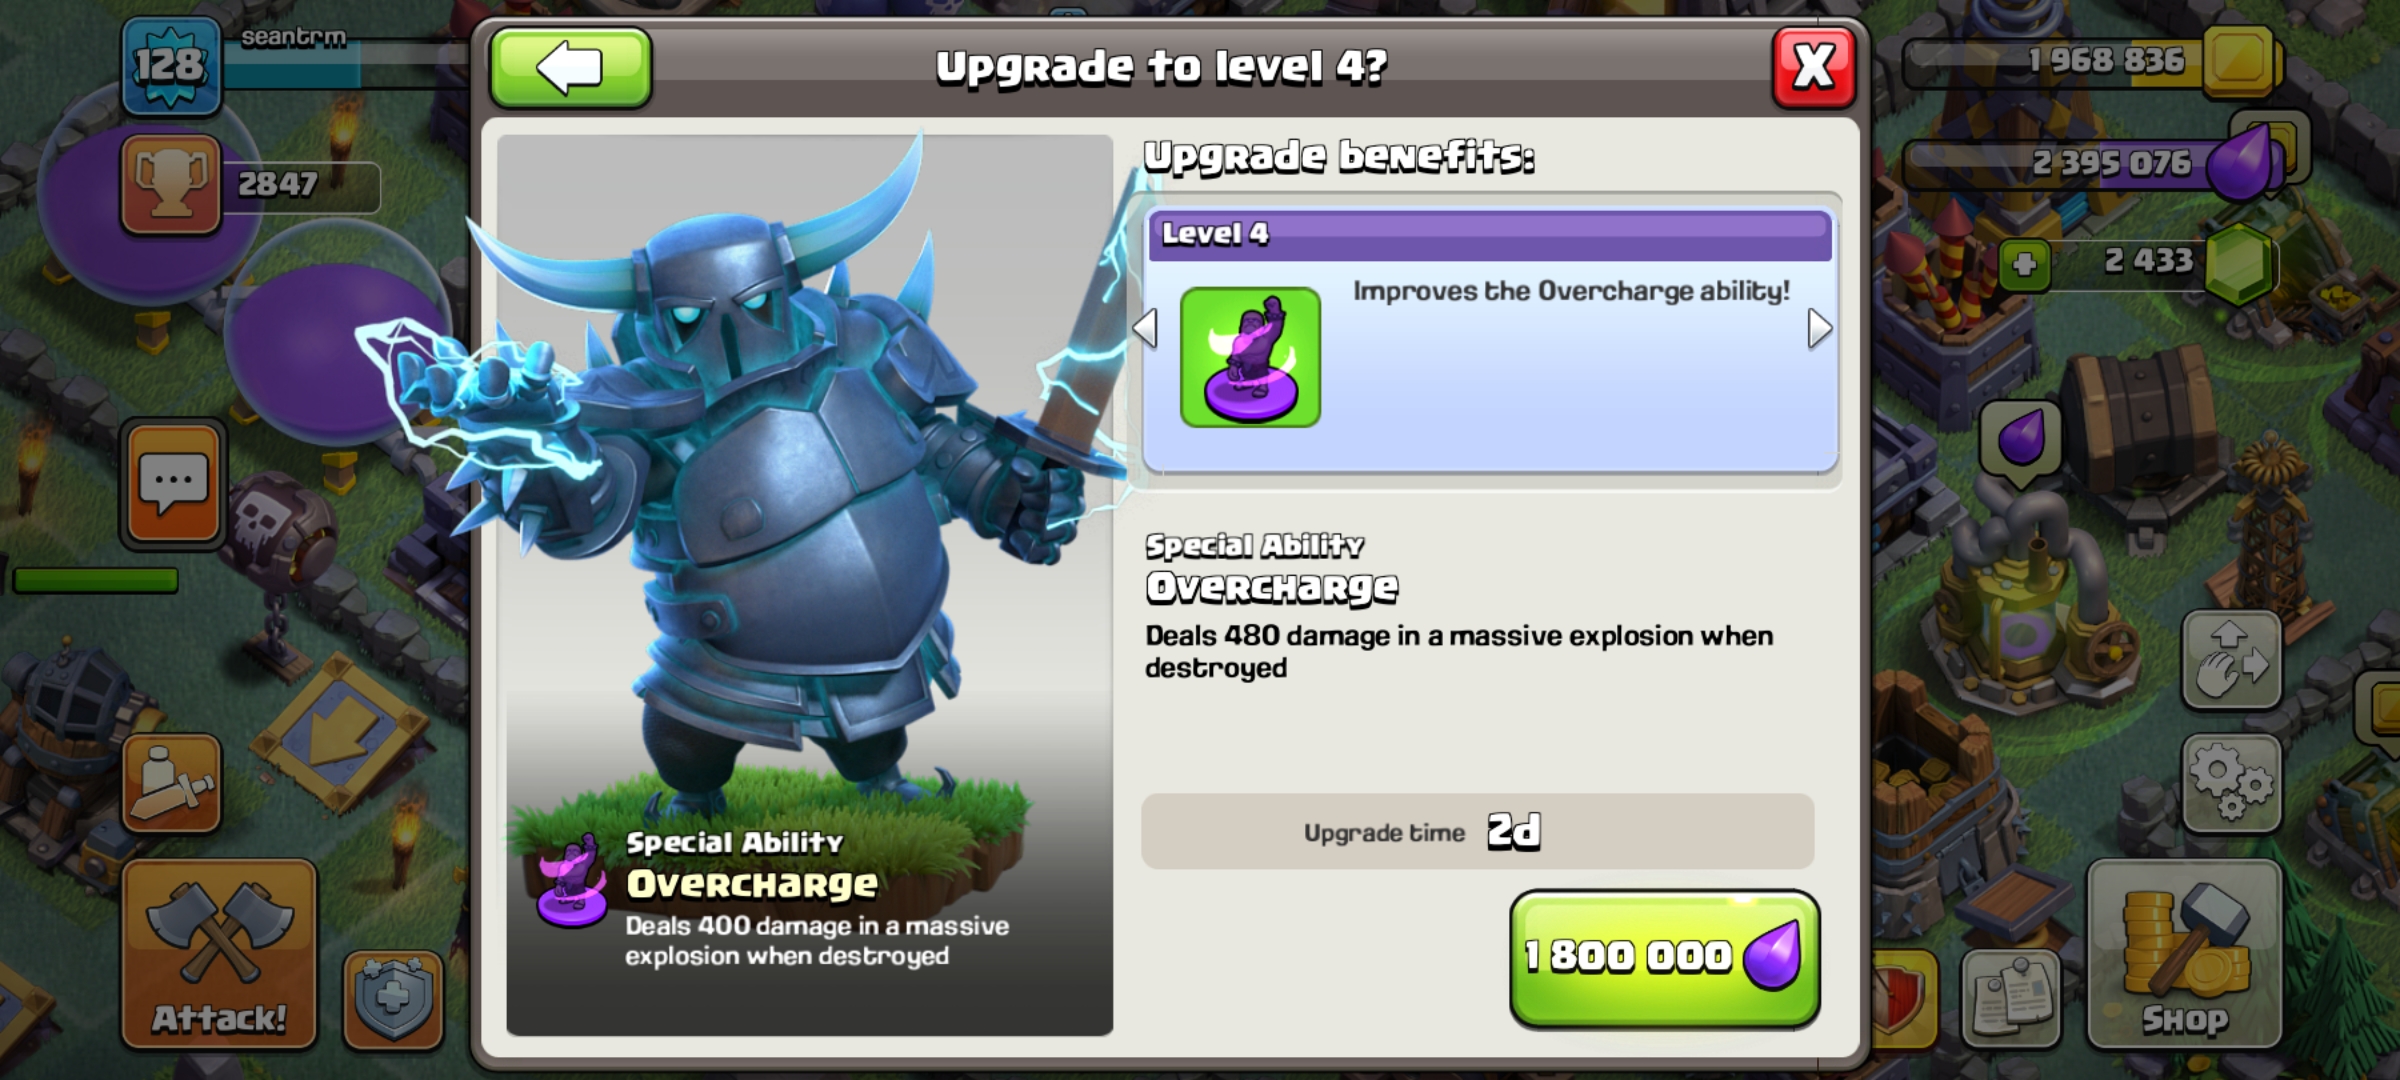 128
seantrm
2847
Upgrade to level 4?
X
1 968 836
2 395 076
2 433
Upgrade benefits:
Level 4
Improves the Overcharge ability!
Special Ability
Overcharge
Deals 480 damage in a massive explosion when
destroyed
Upgrade time 2d
1 800 000
Special Ability
Overcharge
Deals 400 damage in a massive
explosion when destroyed
Attack!
Shop